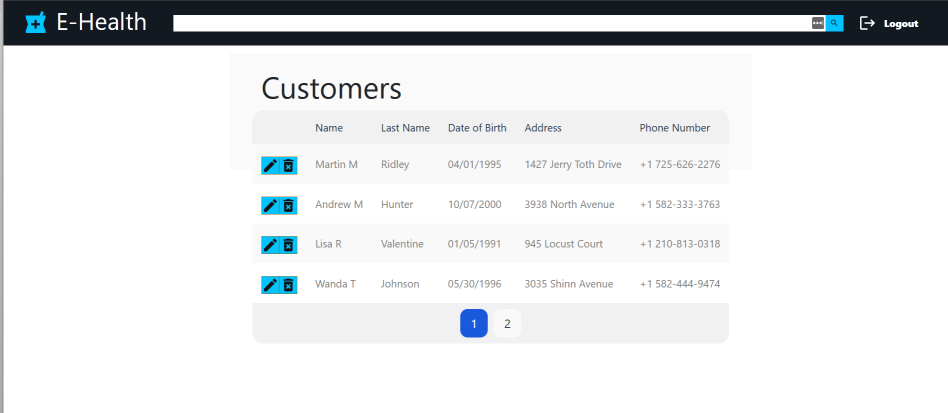 E-Health
Logout
Customers
Name Last Name Date of Birth Address Phone Number
Martin M Ridley 04/01/1995 1427 Jerry Toth Drive +1 725-626-2276
Andrew M Hunter 10/07/2000 3938 North Avenue +1 582-333-3763
Lisa R Valentine 01/05/1991 945 Locust Court +1 210-813-0318
Wanda T Johnson 05/30/1996 3035 Shinn Avenue +1 582-444-9474
1 2